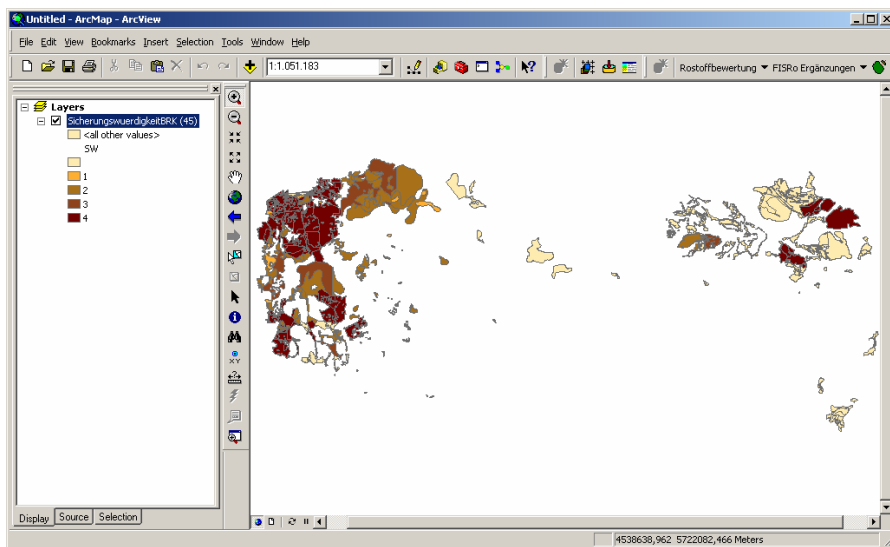 Untitled - ArcMap - ArcView
File Edit View Bookmarks Insert Selection Tools Window Help
1:1.051.183
Rostoffbewertung FISRo Ergänzungen
Layers
SicherungswuerdigkeitBRK (45)
<all other values>
SW
1
2
3
4
XY
Display Source Selection
4538638,962 5722082,466 Meters